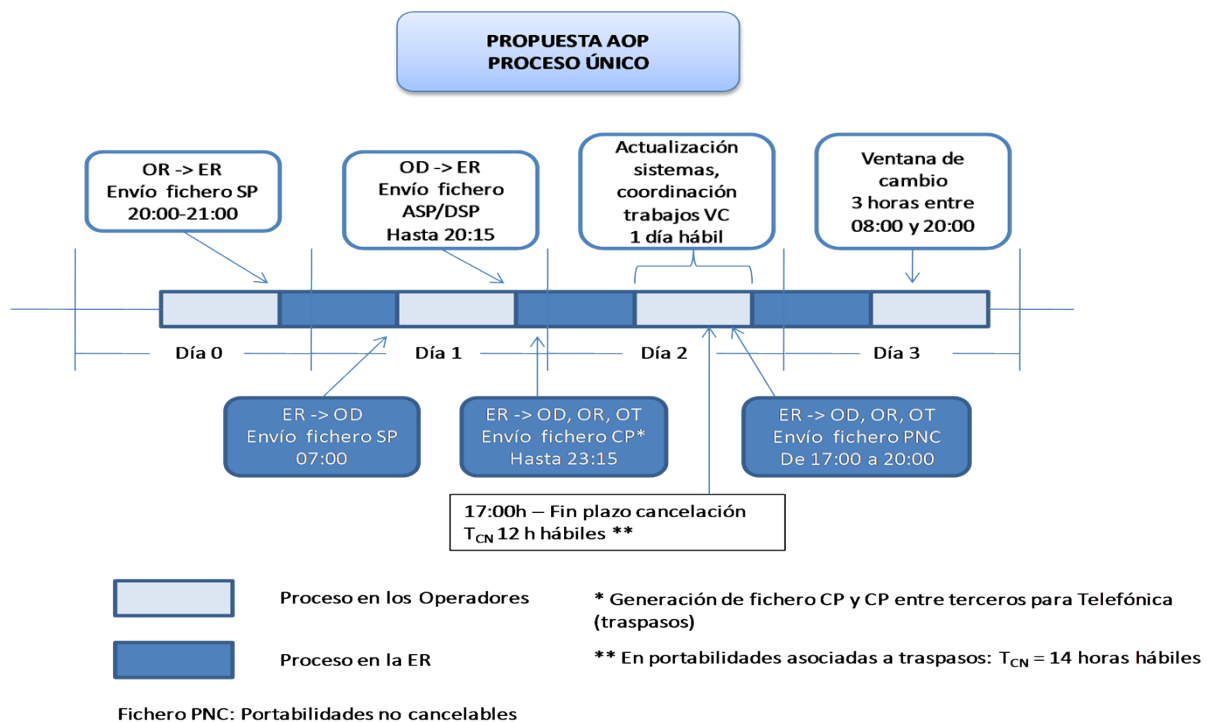 PROPUESTA AOP
PROCESO ÚNICO
OR -> ER
Envío fichero SP
20:00-21:00
OD -> ER
Envío fichero
ASP/DSP
Hasta 20:15
Actualización
sistemas,
coordinación
trabajos VC
1 día hábil
Ventana de
cambio
3 horas entre
08:00 y 20:00
Día 0
Día 1
Día 2
Día 3
ER -> OD
Envío fichero SP
07:00
ER -> OD, OR, OT
Envío fichero CP*
Hasta 23:15
ER -> OD, OR, OT
Envío fichero PNC
De 17:00 a 20:00
17:00h – Fin plazo cancelación
TCN 12 h hábiles **
Proceso en los Operadores
Proceso en la ER
* Generación de fichero CP y CP entre terceros para Telefónica
(traspasos)
** En portabilidades asociadas a traspasos: TCN = 14 horas hábiles
Fichero PNC: Portabilidades no cancelables